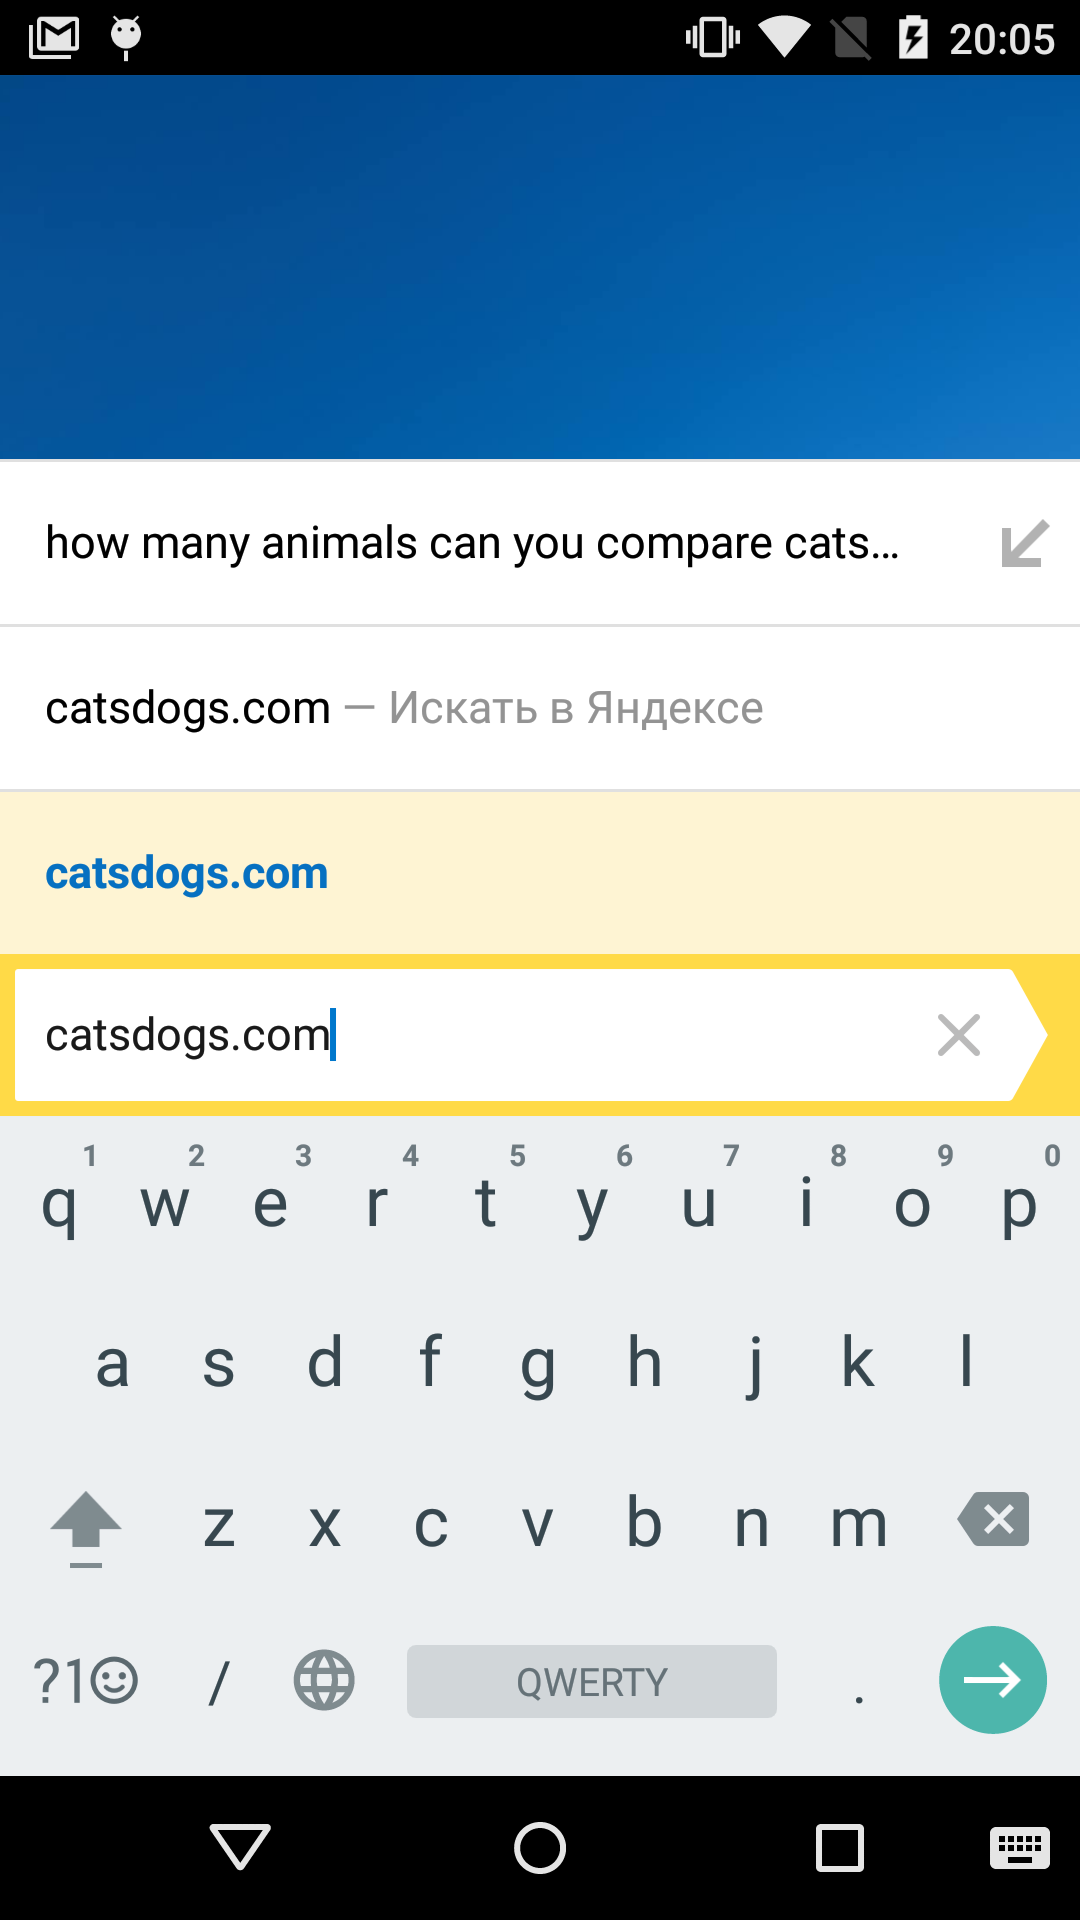 20:05
how many animals can you compare cats...
catsdogs.com — Искать в Яндексе
catsdogs.com
catsdogs.com
1 2 3 4 5 6 7 8 9 0
q w e r t y u i o p
a s d f g h j k l
z x c v b n m
?1☺ / QWERTY .